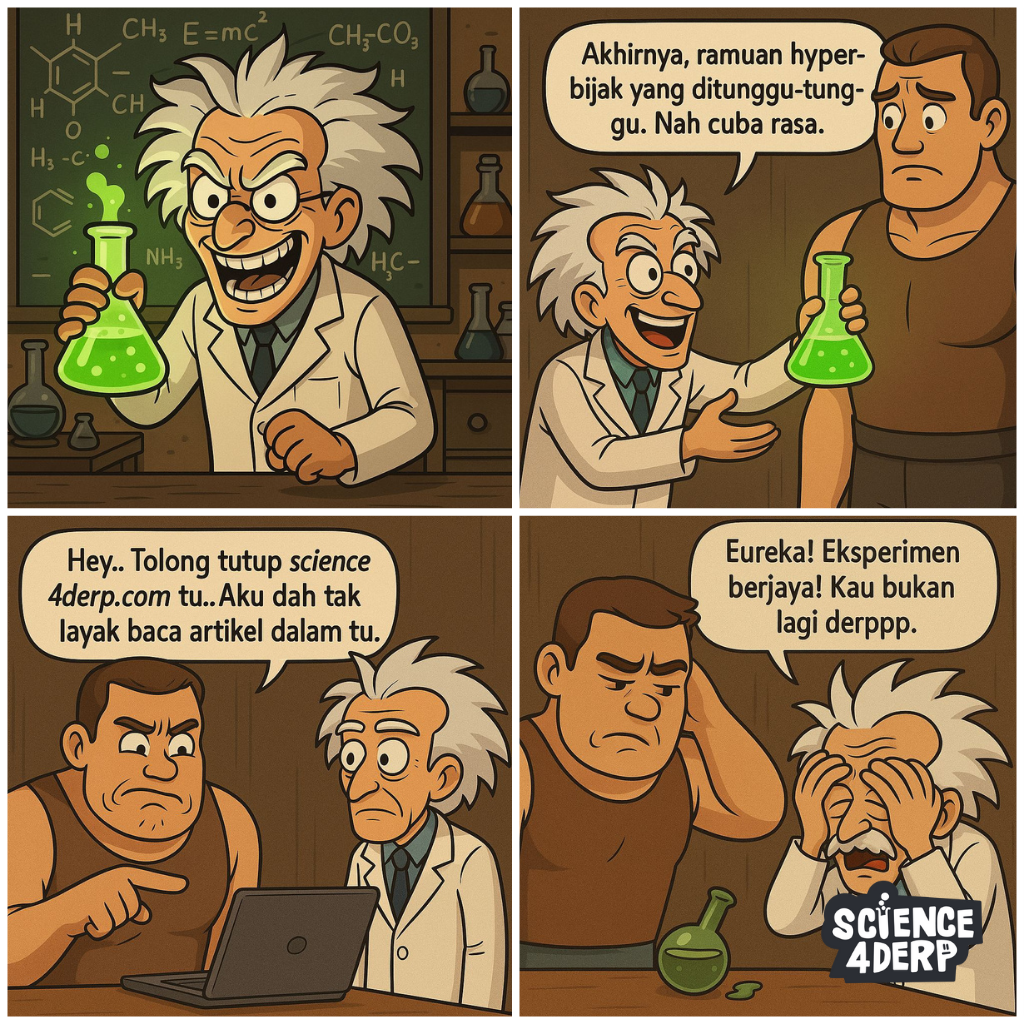 H
CH₃
E=mc²
CH₃-CO₃
H
H
CH
O
H₃-C
NH₃
H₃C-
Akhirnya, ramuan hyper-
bijak yang ditunggu-tung-
gu. Nah cuba rasa.
Hey.. Tolong tutup science
4derp.com tu..Aku dah tak
layak baca artikel dalam tu.
Eureka! Eksperimen
berjaya! Kau bukan
lagi derppp.
SCIENCE
4DERP